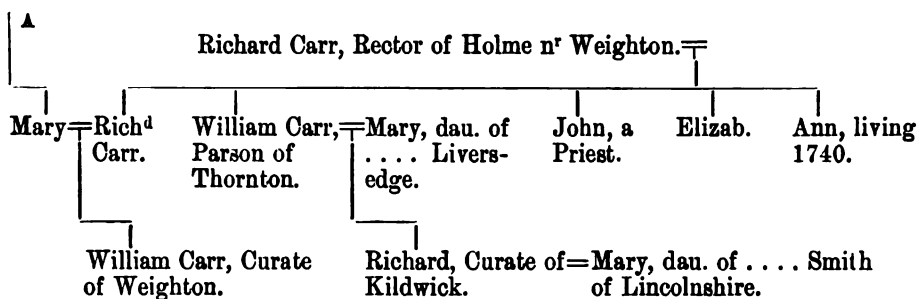 A
Richard Carr, Rector of Holme nʳ Weighton.
Mary=Richᵈ Carr.
William Carr, Parson of Thornton.
Mary, dau. of .... Livers-
edge.
John, a
Priest.
Elizab.
Ann, living
1740.
William Carr, Curate
of Weighton.
Richard, Curate of=Mary, dau. of .... Smith
Kildwick.
of Lincolnshire.